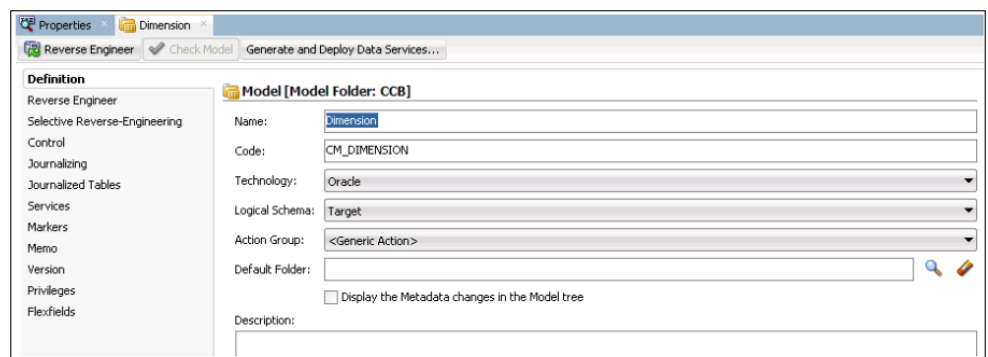 Properties Dimension
Reverse Engineer Check Model Generate and Deploy Data Services...
Definition
Reverse Engineer
Selective Reverse-Engineering
Control
Journalizing
Journalized Tables
Services
Markers
Memo
Version
Privileges
Flexfields
Model [Model Folder: CCB]
Name: Dimension
Code: CM_DIMENSION
Technology: Oracle
Logical Schema: Target
Action Group: <Generic Action>
Default Folder:
Display the Metadata changes in the Model tree
Description: